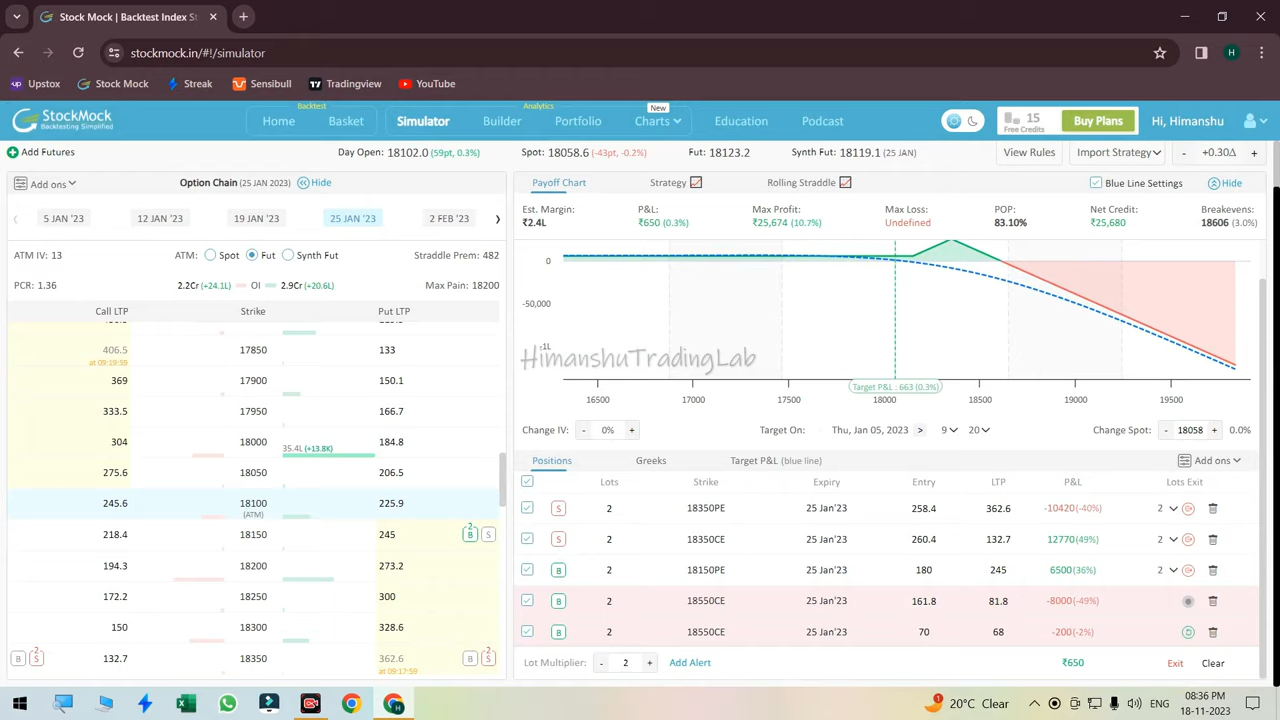 Stock | Mock | Backtest Index St
stockmock.in/#!/simulator
H
Upstox
Stock Mock
Streak
Sensibull
Tradingview
YouTube
StockMock
Backtesting Simplified
Backtest
Home
Basket
Simulator
Analytics
Builder
Portfolio
New
Charts
Education
Podcast
15
Free Credits
Buy Plans
Hi, Himanshu
Add Futures
Day Open: 18102.0 (59pt, 0.3%)
Spot: 18058.6 (-43pt, -0.2%)
Fut: 18123.2
Synth Fut: 18119.1 (25 JAN)
View Rules
Import Strategy
- +0.30Δ +
Add ons
Option Chain (25 JAN 2023)
Hide
5 JAN '23
12 JAN '23
19 JAN '23
25 JAN '23
2 FEB '23
ATM IV: 13
ATM: Spot Fut Synth Fut
Straddle Prem: 482
PCR: 1.36
2.2Cr (+24.1L) OI 2.9Cr (+20.6L)
Max Pain: 18200
Call LTP Strike Put LTP
406.5 17850 133
at 09:19:59
369 17900 150.1
333.5 17950 166.7
304 18000 35.4L (+13.8K) 184.8
275.6 18050 206.5
245.6 18100 225.9
(ATM)
218.4 18150 245 2 B S
194.3 18200 273.2
172.2 18250 300
150 18300 328.6
B 2 S 132.7 18350 362.6 B 2 S
at 09:17:59
Payoff Chart
Strategy
Rolling Straddle
Blue Line Settings
Hide
Est. Margin: P&L: Max Profit: Max Loss: POP: Net Credit: Breakevens:
₹2.4L ₹650 (0.3%) ₹25,674 (10.7%) Undefined 83.10% ₹25,680 18606 (3.0%)
0
-50,000
-1L
HimanshuTradingLab
Target P&L : 663 (0.3%)
16500 17000 17500 18000 18500 19000 19500
Change IV: - 0% +
Target On: Thu, Jan 05, 2023 > 9 20
Change Spot: - 18058 + 0.0%
Positions
Greeks
Target P&L (blue line)
Add ons
Lots Strike Expiry Entry LTP P&L Lots Exit
S 2 18350PE 25 Jan'23 258.4 362.6 -10420 (-40%) 2
S 2 18350CE 25 Jan'23 260.4 132.7 12770 (49%) 2
B 2 18150PE 25 Jan'23 180 245 6500 (36%) 2
B 2 18550CE 25 Jan'23 161.8 81.8 -8000 (-49%)
B 2 18550CE 25 Jan'23 70 68 -200 (-2%)
Lot Multiplier: - 2 +
Add Alert
₹650
Exit
Clear
1
20°C Clear
ENG
08:36 PM
18-11-2023